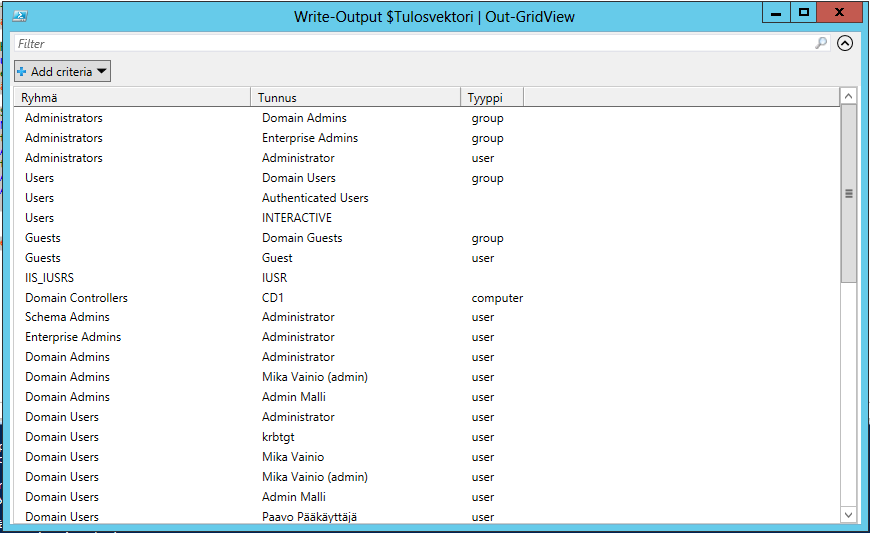 Write-Output $Tulosvektori | Out-GridView
Filter
Add criteria
Ryhmä Tunnus Tyyppi
Administrators Domain Admins group
Administrators Enterprise Admins group
Administrators Administrator user
Users Domain Users group
Users Authenticated Users
Users INTERACTIVE
Guests Domain Guests group
Guests Guest user
IIS_IUSRS IUSR
Domain Controllers CD1 computer
Schema Admins Administrator user
Enterprise Admins Administrator user
Domain Admins Administrator user
Domain Admins Mika Vainio (admin) user
Domain Admins Admin Malli user
Domain Users Administrator user
Domain Users krbtgt user
Domain Users Mika Vainio user
Domain Users Mika Vainio (admin) user
Domain Users Admin Malli user
Domain Users Paavo Pääkäyttäjä user